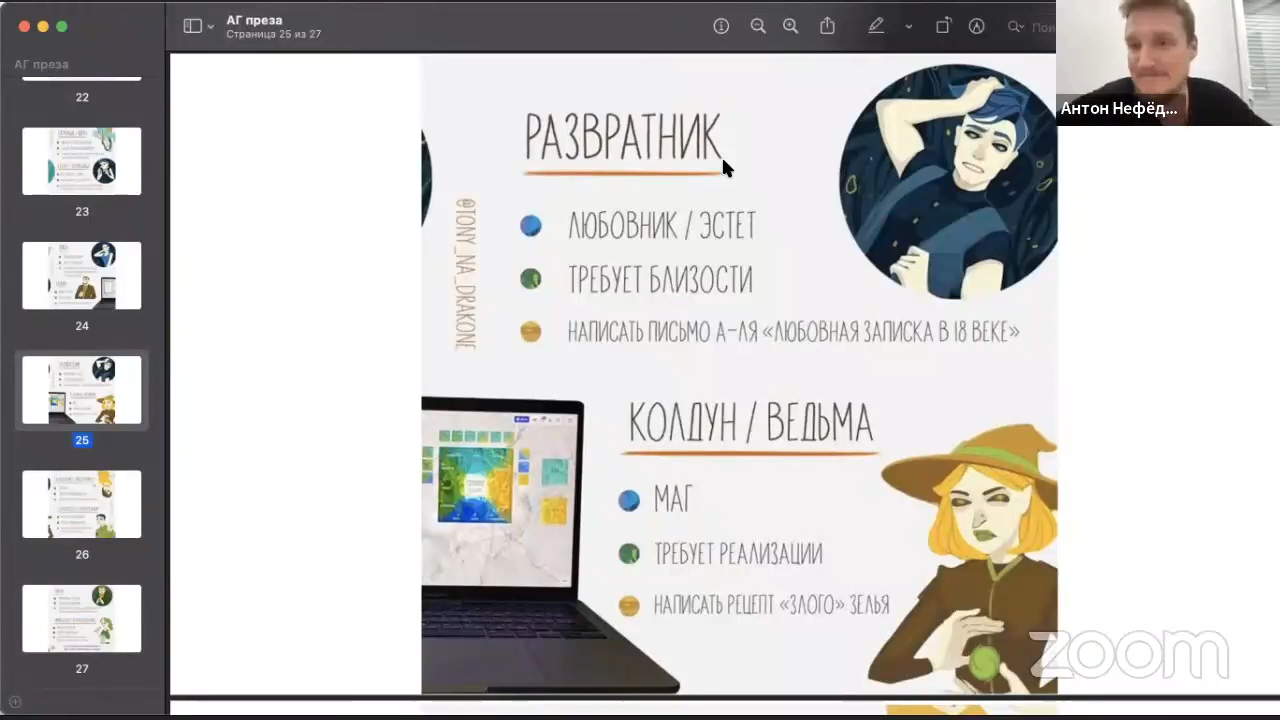 АГ преза
Страница 25 из 27
Пои
АГ преза
22
23
24
25
26
27
Антон Нефёд...
РАЗВРАТНИК
@TONY_NA_DRAKONE
ЛЮБОВНИК / ЭСТЕТ
ТРЕБУЕТ БЛИЗОСТИ
НАПИСАТЬ ПИСЬМО А-ЛЯ «ЛЮБОВНАЯ ЗАПИСКА В 18 ВЕКЕ»
КОЛДУН / ВЕДЬМА
МАГ
ТРЕБУЕТ РЕАЛИЗАЦИИ
НАПИСАТЬ РЕЦЕПТ «ЗЛОГО» ЗЕЛЬЯ
zoom